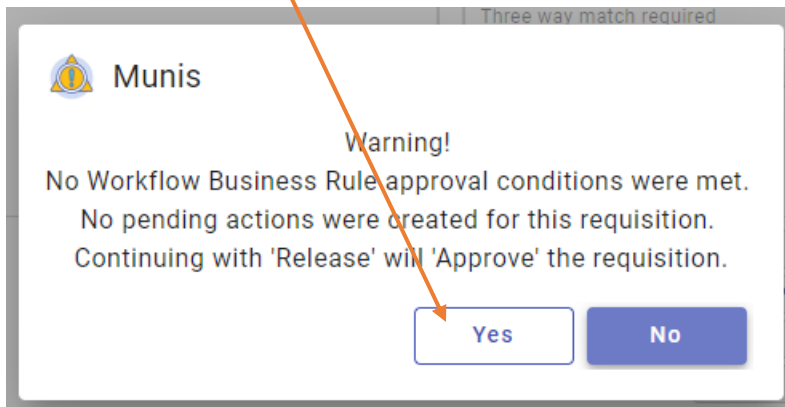 Three way match required
Munis
Warning!
No Workflow Business Rule approval conditions were met.
No pending actions were created for this requisition.
Continuing with 'Release' will 'Approve' the requisition.
Yes
No